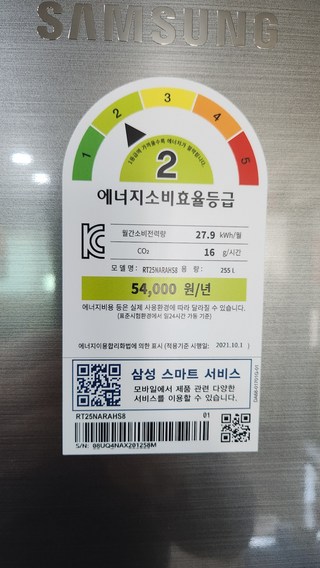 SAMSUNG
1 2 3 4 5
1등급에 가까울수록 에너지가 절약됩니다.
2
에너지소비효율등급
월간소비전력량 27.9 kWh/월
CO₂ 16 g/시간
모 델 명 : RT25NARAHS8 용 량 : 255 L
54,000 원/년
에너지비용 등은 실제 사용환경에 따라 달라질 수 있습니다.
(표준시험환경에서 일24시간 가동 기준)
에너지이용합리화법에 의한 표시 (적용기준 시행일: 2021.10.1 )
삼성 스마트 서비스
모바일에서 제품 관련 다양한
서비스를 이용할 수 있습니다.
RT25NARAHS8 01
S/N: 08UQ4NAX201258M